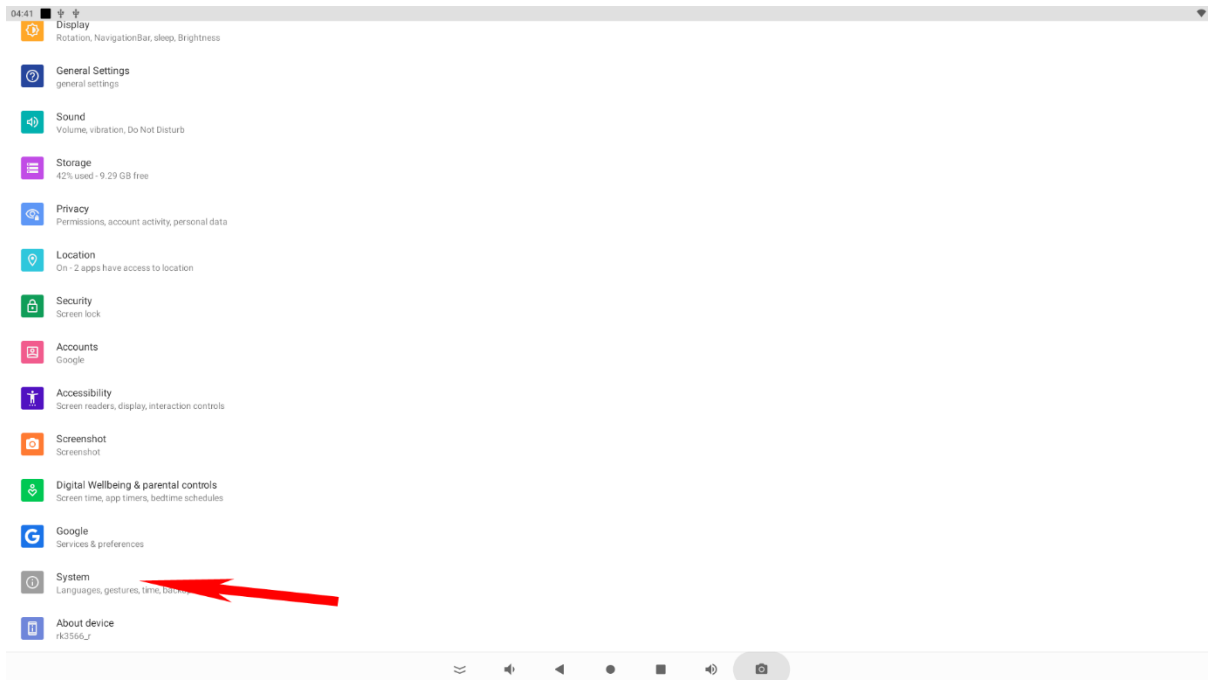 04:41
Display
Rotation, NavigationBar, sleep, Brightness
General Settings
general settings
Sound
Volume, vibration, Do Not Disturb
Storage
42% used - 9.29 GB free
Privacy
Permissions, account activity, personal data
Location
On - 2 apps have access to location
Security
Screen lock
Accounts
Google
Accessibility
Screen readers, display, interaction controls
Screenshot
Screenshot
Digital Wellbeing & parental controls
Screen time, app timers, bedtime schedules
G
Google
Services & preferences
System
Languages, gestures, time,
About device
rk3566_r